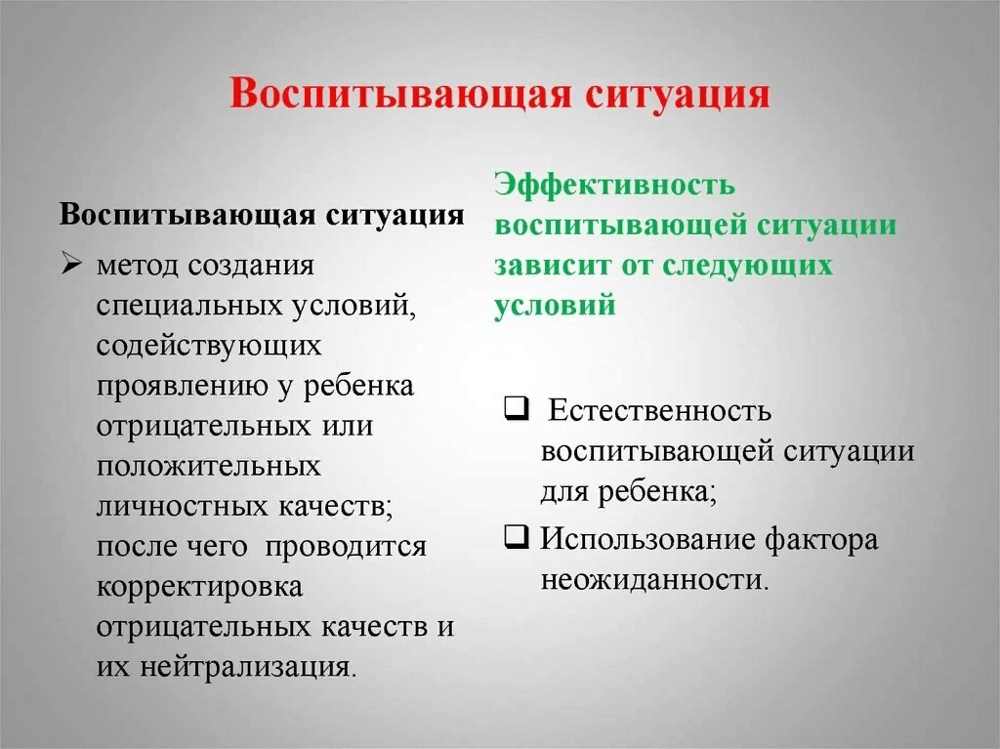 Воспитывающая ситуация
Воспитывающая ситуация
метод создания
специальных условий,
содействующих
проявлению у ребенка
отрицательных или
положительных
личностных качеств;
после чего  проводится
корректировка
отрицательных качеств и
их нейтрализация.
Эффективность
воспитывающей ситуации
зависит от следующих
условий
Естественность
воспитывающей ситуации
для ребенка;
Использование фактора
неожиданности.